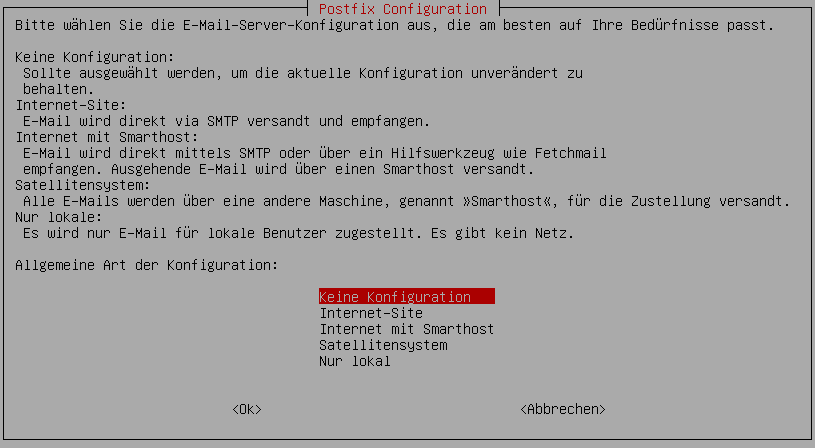 Postfix Configuration
Bitte wählen Sie die E-Mail-Server-Konfiguration aus, die am besten auf Ihre Bedürfnisse passt.
Keine Konfiguration:
Sollte ausgewählt werden, um die aktuelle Konfiguration unverändert zu
behalten.
Internet-Site:
E-Mail wird direkt via SMTP versandt und empfangen.
Internet mit Smarthost:
E-Mail wird direkt mittels SMTP oder über ein Hilfswerkzeug wie Fetchmail
empfangen. Ausgehende E-Mail wird über einen Smarthost versandt.
Satellitensystem:
Alle E-Mails werden über eine andere Maschine, genannt »Smarthost«, für die Zustellung versandt.
Nur lokale:
Es wird nur E-Mail für lokale Benutzer zugestellt. Es gibt kein Netz.
Allgemeine Art der Konfiguration:
Keine Konfiguration
Internet-Site
Internet mit Smarthost
Satellitensystem
Nur lokal
<Ok> <Abbrechen>